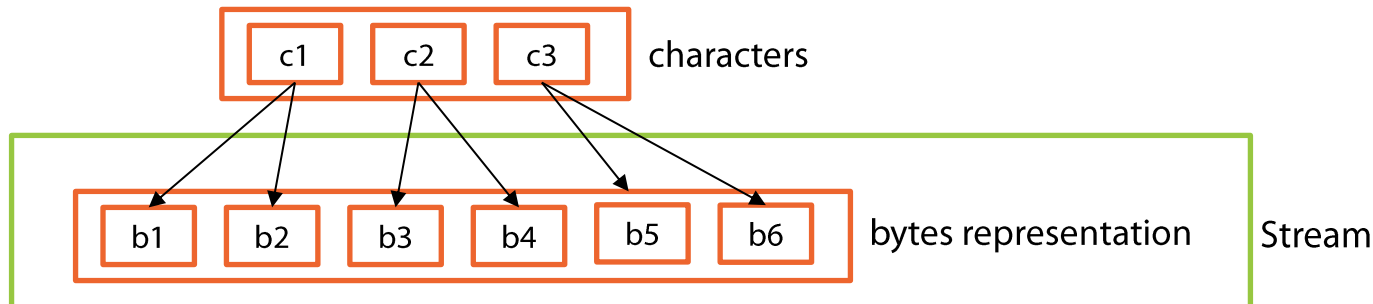 c1 c2 c3 characters
b1 b2 b3 b4 b5 b6 bytes representation Stream